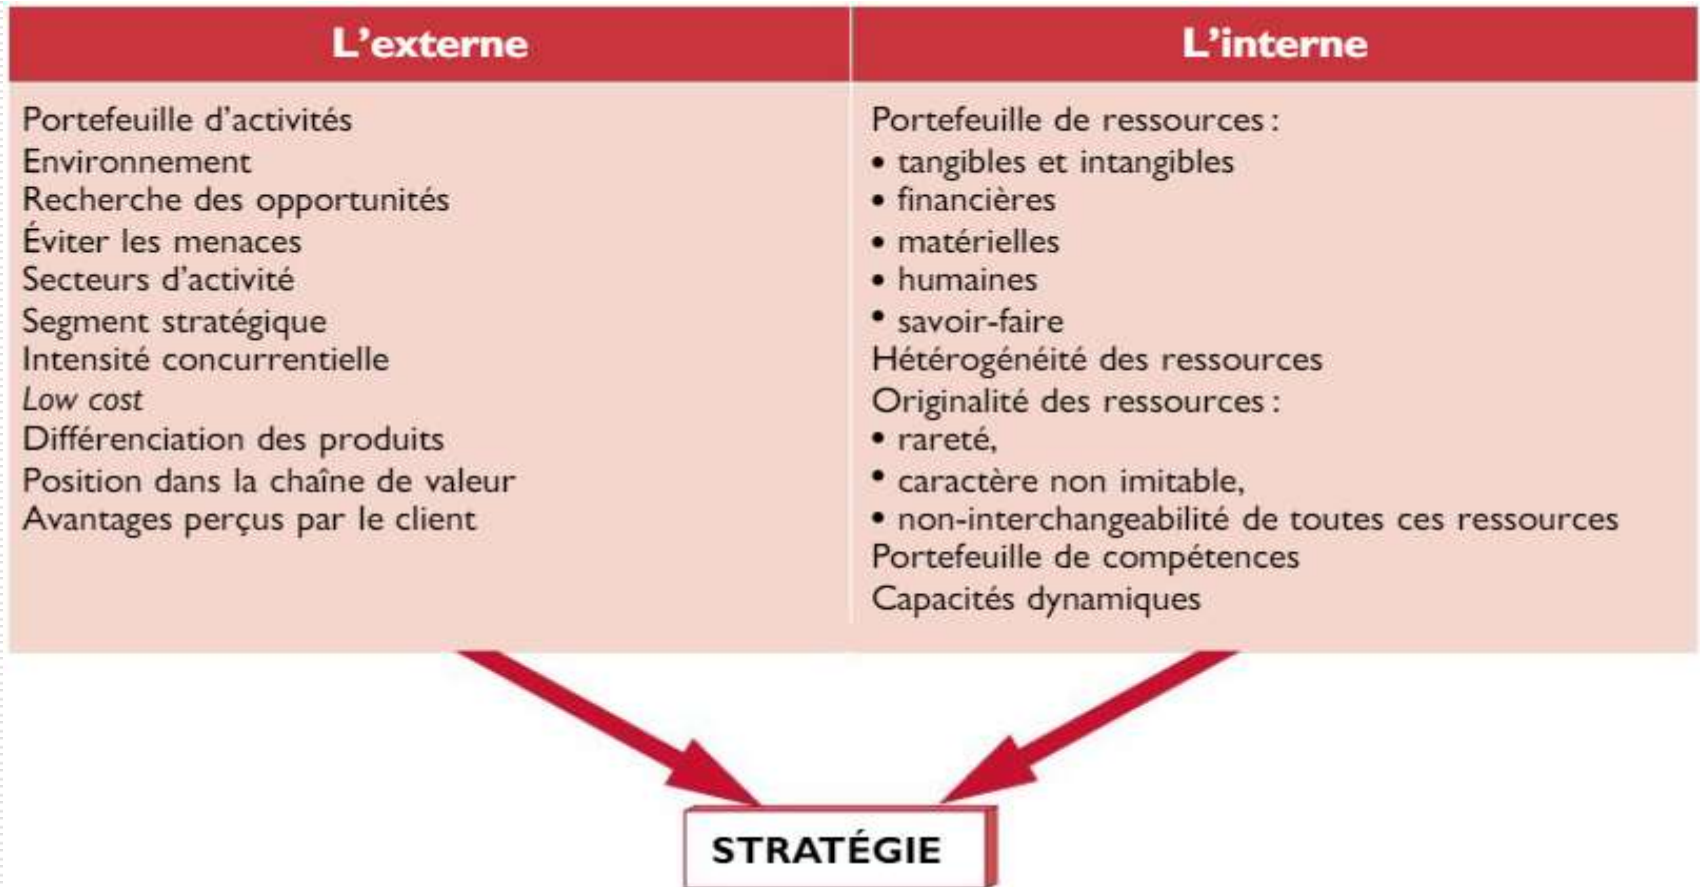 L'externe
L'interne
Portefeuille d'activités
Environnement
Recherche des opportunités
Éviter les menaces
Secteurs d'activité
Segment stratégique
Intensité concurrentielle
Low cost
Différenciation des produits
Position dans la chaîne de valeur
Avantages perçus par le client
Portefeuille de ressources :
• tangibles et intangibles
• financières
• matérielles
• humaines
• savoir-faire
Hétérogénéité des ressources
Originalité des ressources :
• rareté,
• caractère non imitable,
• non-interchangeabilité de toutes ces ressources
Portefeuille de compétences
Capacités dynamiques
STRATÉGIE